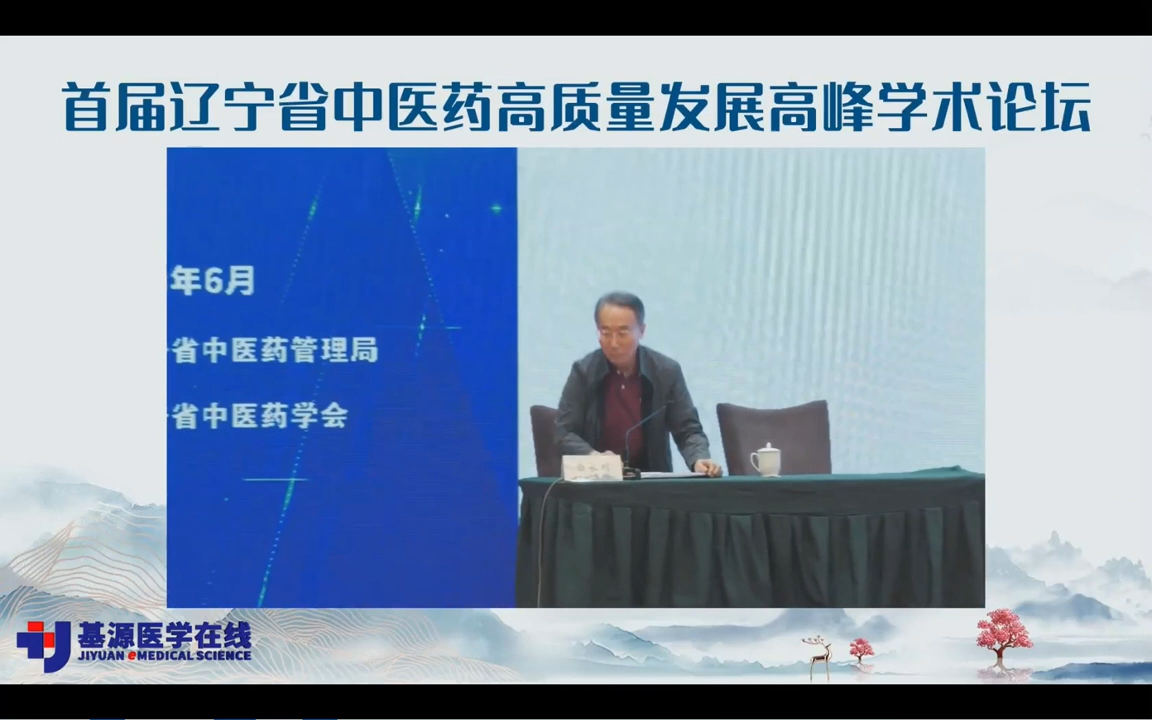 首届辽宁省中医药高质量发展高峰学术论坛
年6月
省中医药管理局
省中医药学会
基源医学在线
JIYUAN eMEDICAL SCIENCE